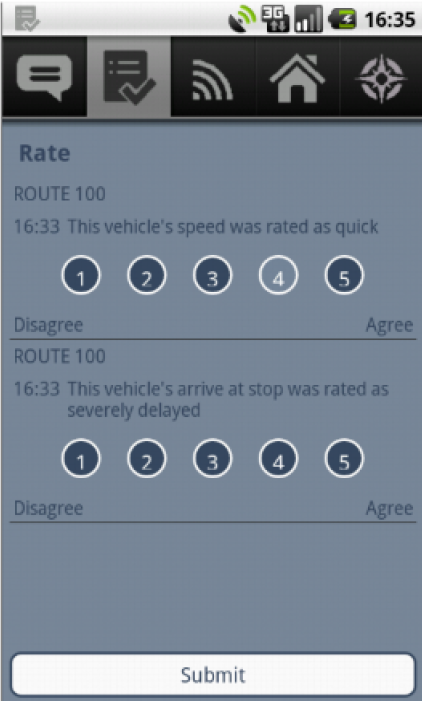 3G 16:35
Rate
ROUTE 100
16:33 This vehicle's speed was rated as quick
1 2 3 4 5
Disagree Agree
ROUTE 100
16:33 This vehicle's arrive at stop was rated as
severely delayed
1 2 3 4 5
Disagree Agree
Submit